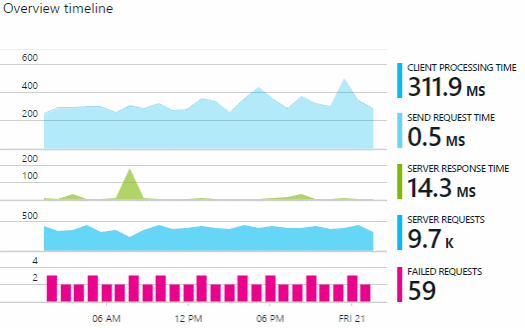 Overview timeline
600
400
200
CLIENT PROCESSING TIME
311.9 MS
SEND REQUEST TIME
0.5 MS
200
100
SERVER RESPONSE TIME
14.3 MS
500
SERVER REQUESTS
9.7 K
4
2
FAILED REQUESTS
59
06 AM 12 PM 06 PM FRI 21